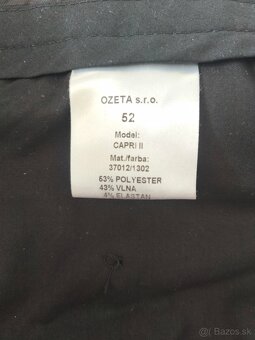 OZETA s.r.o.
52
Model:
CAPRI II
Mat./farba:
37012/1302
53% POLYESTER
43% VLNA
4% ELASTAN
Bazos.sk